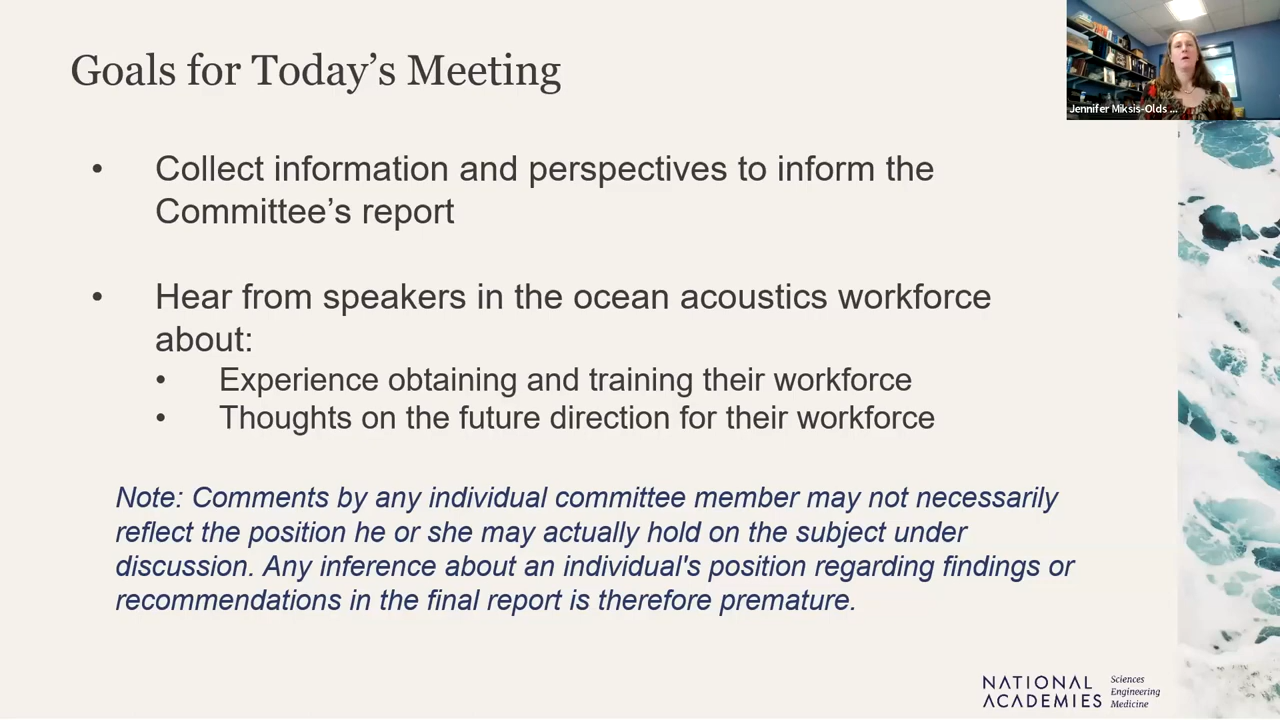 Goals for Today's Meeting
Jennifer Miksis-Olds ...
• Collect information and perspectives to inform the
Committee's report
• Hear from speakers in the ocean acoustics workforce
about:
• Experience obtaining and training their workforce
• Thoughts on the future direction for their workforce
Note: Comments by any individual committee member may not necessarily
reflect the position he or she may actually hold on the subject under
discussion. Any inference about an individual's position regarding findings or
recommendations in the final report is therefore premature.
NATIONAL
ACADEMIES
Sciences
Engineering
Medicine